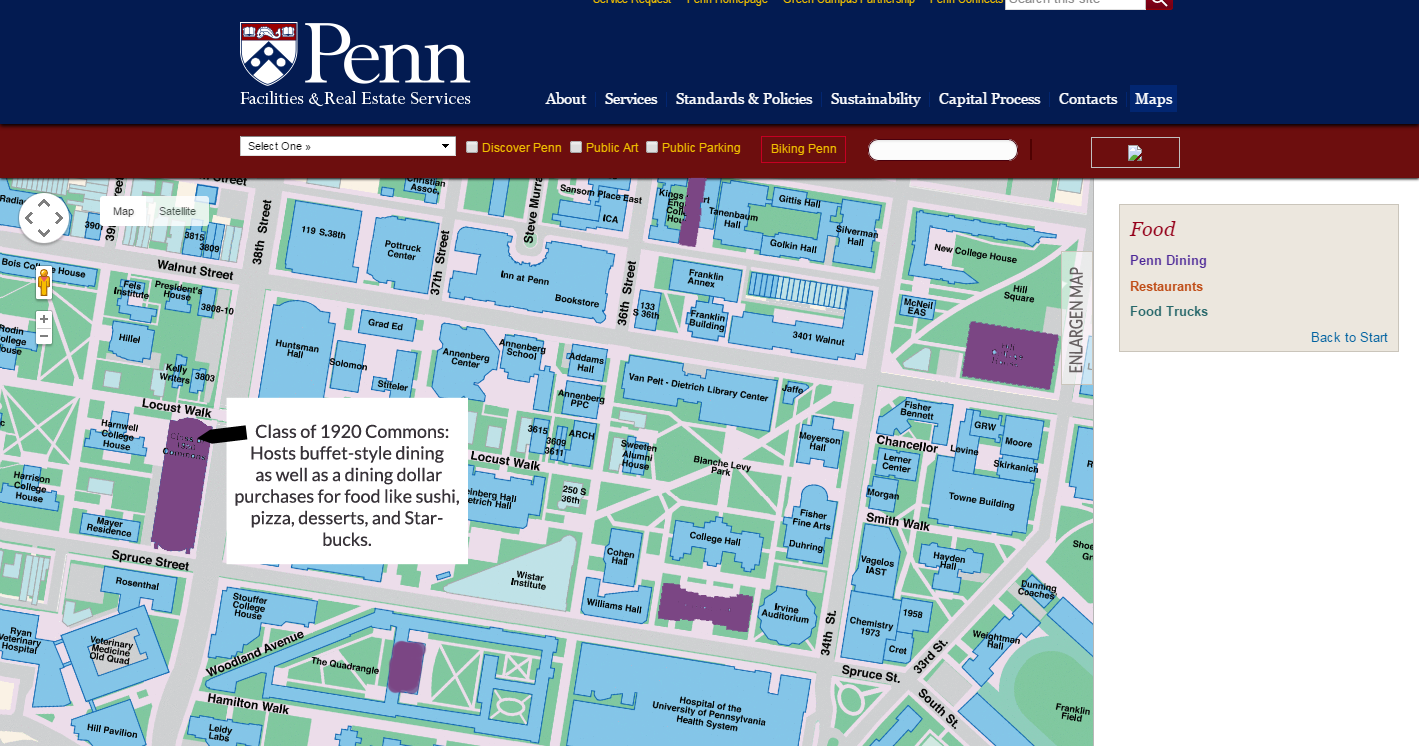 Service Request Penn Homepage Green Campus Partnership Penn Connects Search this site
Penn
Facilities & Real Estate Services
About Services Standards & Policies Sustainability Capital Process Contacts Maps
Select One » Discover Penn Public Art Public Parking Biking Penn
Map Satellite
Food
Penn Dining
Restaurants
Food Trucks
Back to Start
ENLARGEN MAP
Class of 1920 Commons:
Hosts buffet-style dining
as well as a dining dollar
purchases for food like sushi,
pizza, desserts, and Star-
bucks.
Street
Christian
Assoc.
Sansom Place East
ICA
Steve Murra
Tanenbaum
Hall
Gittis Hall
Golkin Hall
Silverman
Hall
3815
3809
38th Street
119 S.38th
Pottruck
Center
37th Street
Inn at Penn
Bookstore
36th Street
Franklin
Annex
133
S 36th
Franklin
Building
3401 Walnut
New College House
Hill
Square
McNeil
EAS
Walnut Street
Bois College House
Fels
Institute
President's
House
3808-10
Hillel
Kelly
Writers
3803
Huntsman
Hall
Grad Ed
Solomon
Stiteler
Annenberg
Center
Annenberg
School
Addams
Hall
Annenberg
PPC
Van Pelt - Dietrich Library Center
Jaffe
Locust Walk
Harnwell
College
House
Class of
1920
Commons
Harrison
College
House
Mayer
Residence
3615
3609
3611
ARCH
Sweeten
Alumni
House
Locust Walk
250 S
36th
Blanche Levy
Park
Meyerson
Hall
Fisher
Bennett
Chancellor
GRW
Moore
Levine
Skirkanich
Lerner
Center
Morgan
Towne Building
Smith Walk
Fisher
Fine Arts
Duhring
College Hall
Cohen
Hall
Wistar
Institute
Williams Hall
Irvine
Auditorium
Vagelos
IAST
Hayden
Hall
Dunning
Coaches
1958
Chemistry
1973
Cret
Weightman
Hall
Franklin
Field
34th St.
33rd St.
Spruce St.
South St.
Spruce Street
Rosenthal
Stouffer
College
House
Woodland Avenue
The Quadrangle
Hamilton Walk
Ryan
Veterinary
Hospital
Veterinary
Medicine
Old Quad
Hill Pavilion
Leidy
Labs
Hospital of the
University of Pennsylvania
Health System